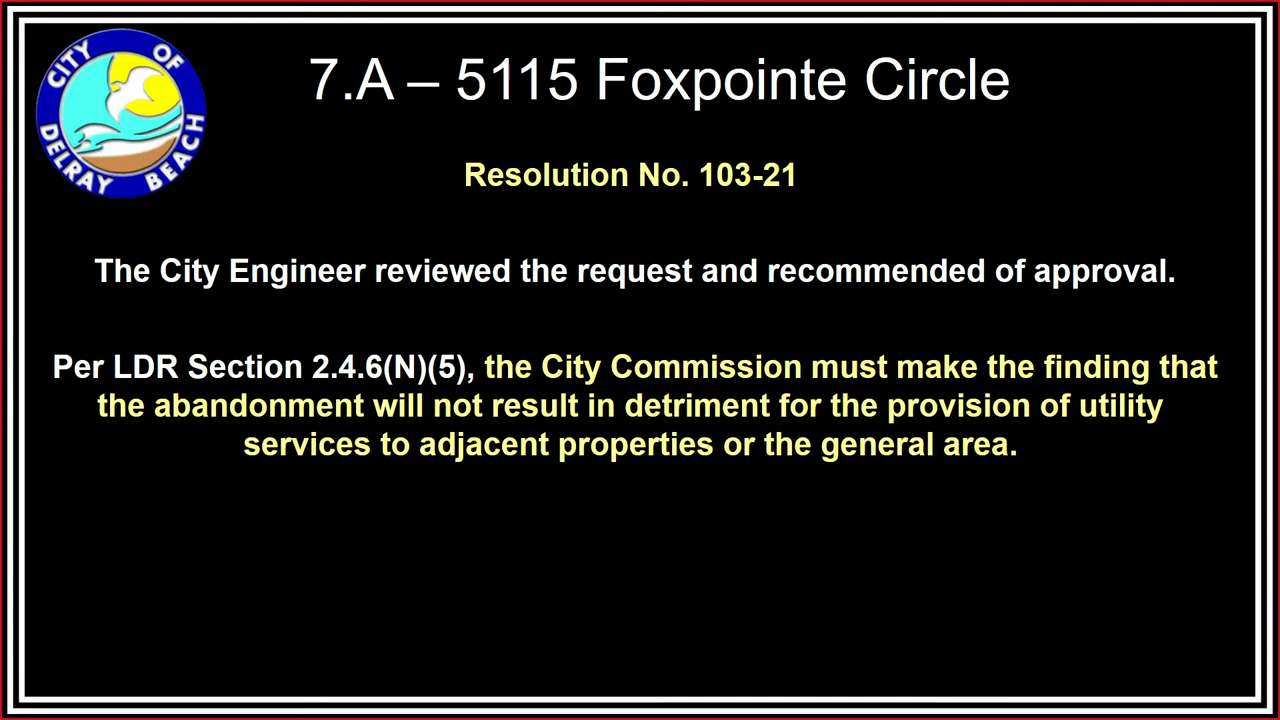 CITY OF
DELRAY BEACH
7.A – 5115 Foxpointe Circle
Resolution No. 103-21
The City Engineer reviewed the request and recommended of approval.
Per LDR Section 2.4.6(N)(5), the City Commission must make the finding that
the abandonment will not result in detriment for the provision of utility
services to adjacent properties or the general area.